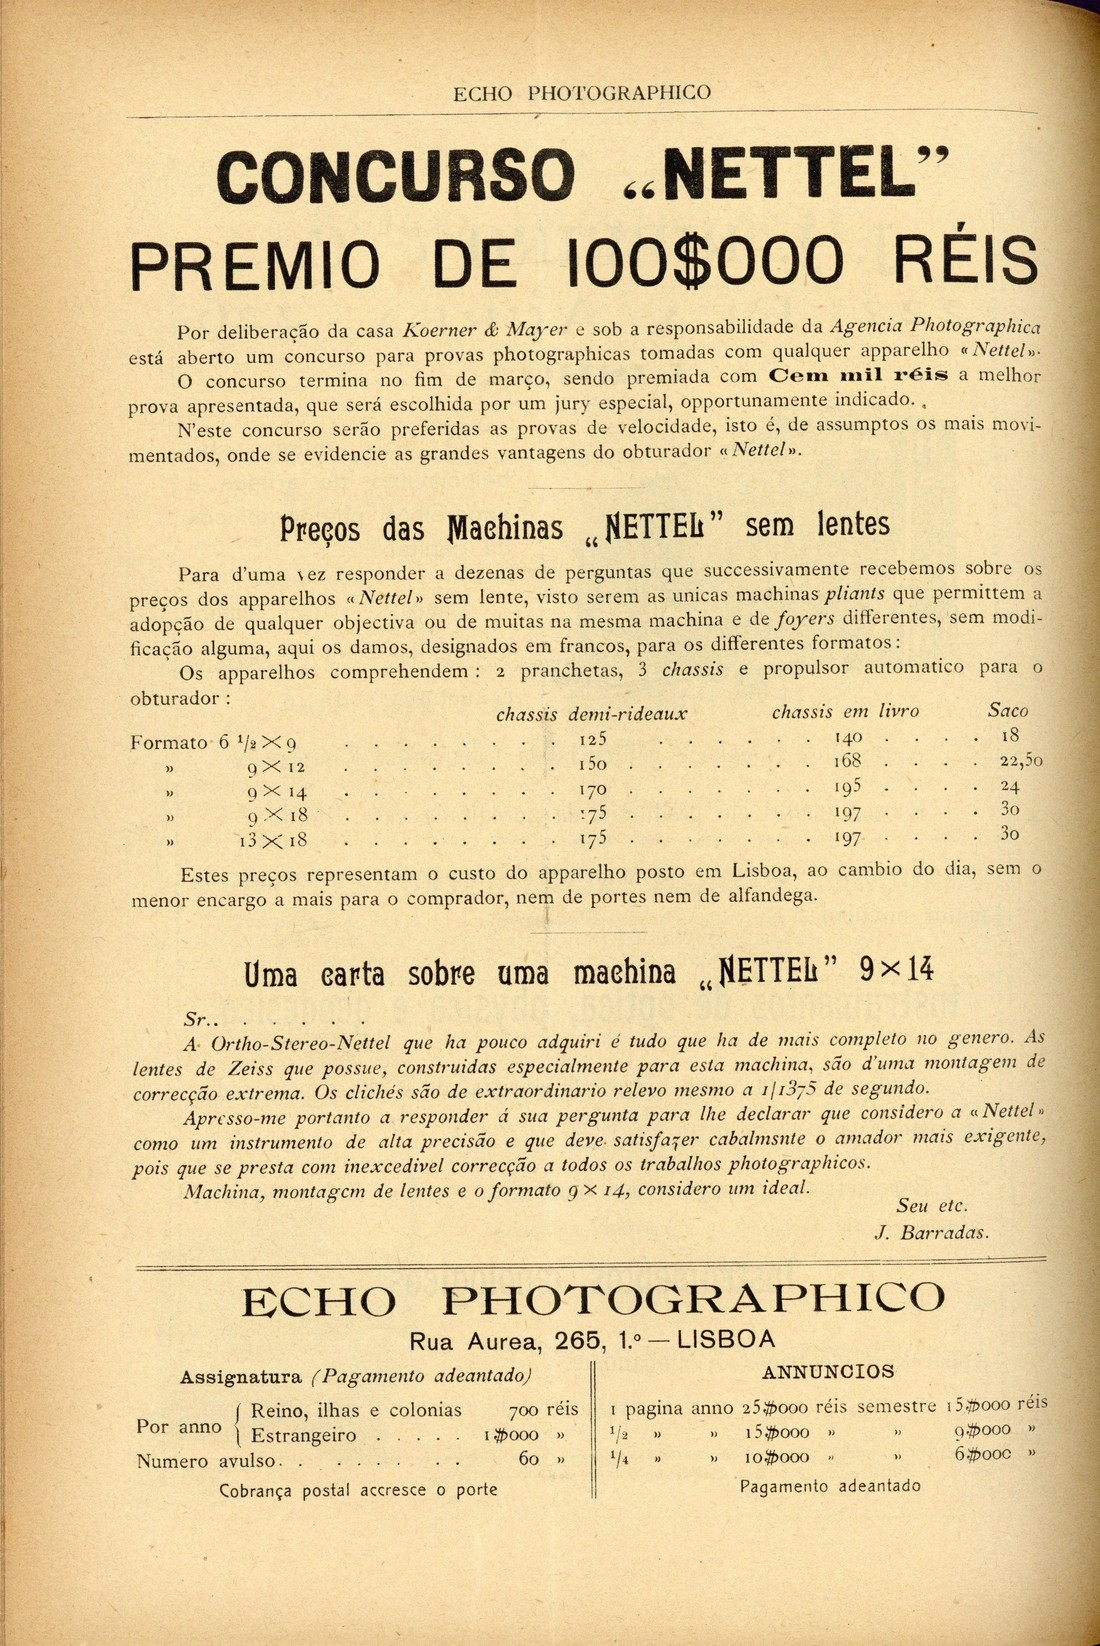 ECHO PHOTOGRAPHICO
CONCURSO „NETTEL”
PREMIO DE 100$000 RÉIS
Por deliberação da casa Koerner & Mayer e sob a responsabilidade da Agencia Photographica
está aberto um concurso para provas photographicas tomadas com qualquer apparelho «Nettel».
O concurso termina no fim de março, sendo premiada com Cem mil réis a melhor
prova apresentada, que será escolhida por um jury especial, opportunamente indicado.
N'este concurso serão preferidas as provas de velocidade, isto é, de assumptos os mais movi-
mentados, onde se evidencie as grandes vantagens do obturador «Nettel».
Preços das Machinas „NETTEL” sem lentes
Para d'uma vez responder a dezenas de perguntas que successivamente recebemos sobre os
preços dos apparelhos «Nettel» sem lente, visto serem as unicas machinas pliants que permittem a
adopção de qualquer objectiva ou de muitas na mesma machina e de foyers differentes, sem modi-
ficação alguma, aqui os damos, designados em francos, para os differentes formatos:
Os apparelhos comprehendem: 2 pranchetas, 3 chassis e propulsor automatico para o
obturador:
chassis demi-rideaux chassis em livro Saco
Formato 6 1/2 × 9 . . . . . . . . 125 . . . . . . 140 . . . . 18
» 9 × 12 . . . . . . . . 150 . . . . . . . 168 . . . . 22,50
» 9 × 14 . . . . . . . . 170 . . . . . . . 195 . . . . 24
» 9 × 18 . . . . . . . . 175 . . . . . . . 197 . . . . 30
» 13 × 18 . . . . . . . . 175 . . . . . . . 197 . . . . 30
Estes preços representam o custo do apparelho posto em Lisboa, ao cambio do dia, sem o
menor encargo a mais para o comprador, nem de portes nem de alfandega.
Uma carta sobre uma machina „NETTEL” 9×14
Sr.. . . . . . .
A Ortho-Stereo-Nettel que ha pouco adquiri é tudo que ha de mais completo no genero. As
lentes de Zeiss que possue, construidas especialmente para esta machina, são d'uma montagem de
correcção extrema. Os clichés são de extraordinario relevo mesmo a 1/1375 de segundo.
Apresso-me portanto a responder á sua pergunta para lhe declarar que considero a «Nettel»
como um instrumento de alta precisão e que deve satisfazer cabalmsnte o amador mais exigente,
pois que se presta com inexcedivel correcção a todos os trabalhos photographicos.
Machina, montagem de lentes e o formato 9 × 14, considero um ideal.
Seu etc.
J. Barradas.
ECHO PHOTOGRAPHICO
Rua Aurea, 265, 1.º — LISBOA
Assignatura (Pagamento adeantado)
Por anno { Reino, ilhas e colonias 700 réis
Estrangeiro . . . . . 1$000 »
Numero avulso . . . . . . . . 60 »
Cobrança postal accresce o porte
ANNUNCIOS
1 pagina anno 25$000 réis semestre 15$000 réis
1/2 » » 15$000 » » 9$000 »
1/4 » » 10$000 » » 6$000 »
Pagamento adeantado